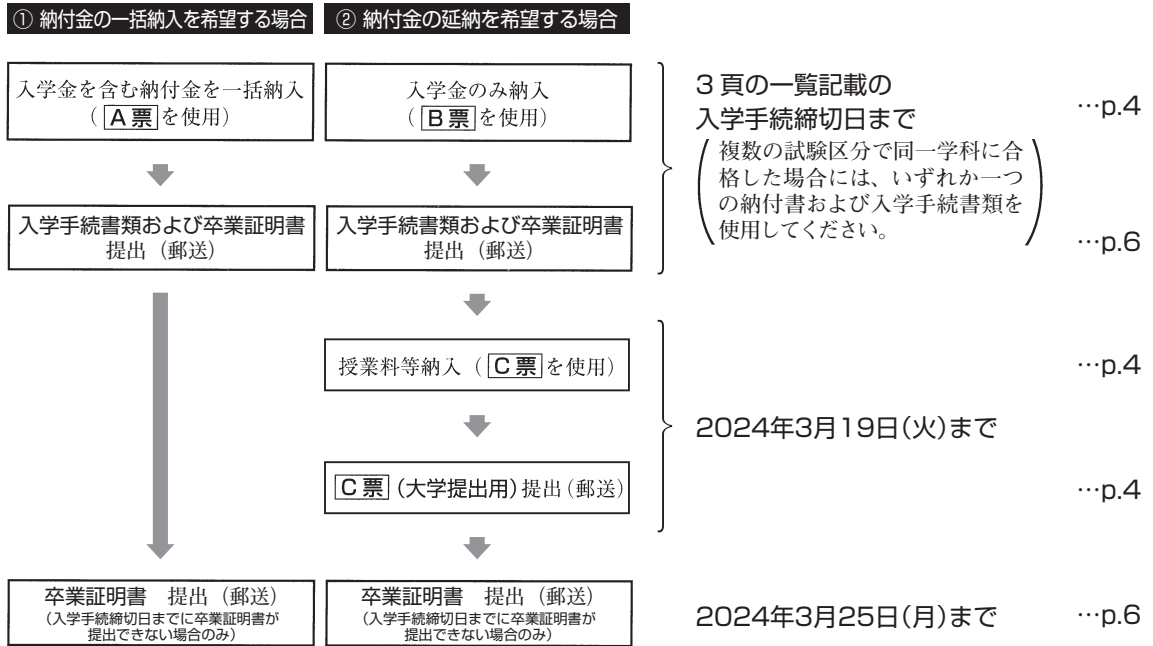 ① 納付金の一括納入を希望する場合
② 納付金の延納を希望する場合
入学金を含む納付金を一括納入
（A票を使用）
入学金のみ納入
（B票を使用）
3頁の一覧記載の
入学手続締切日まで
…p.4
複数の試験区分で同一学科に合
格した場合には、いずれか一つ
の納付書および入学手続書類を
使用してください。
入学手続書類および卒業証明書
提出（郵送）
入学手続書類および卒業証明書
提出（郵送）
…p.6
授業料等納入（C票を使用）
…p.4
2024年3月19日(火)まで
C票(大学提出用)提出(郵送)
…p.4
卒業証明書　提出（郵送）
（入学手続締切日までに卒業証明書が
提出できない場合のみ）
卒業証明書　提出（郵送）
（入学手続締切日までに卒業証明書が
提出できない場合のみ）
2024年3月25日(月)まで
…p.6